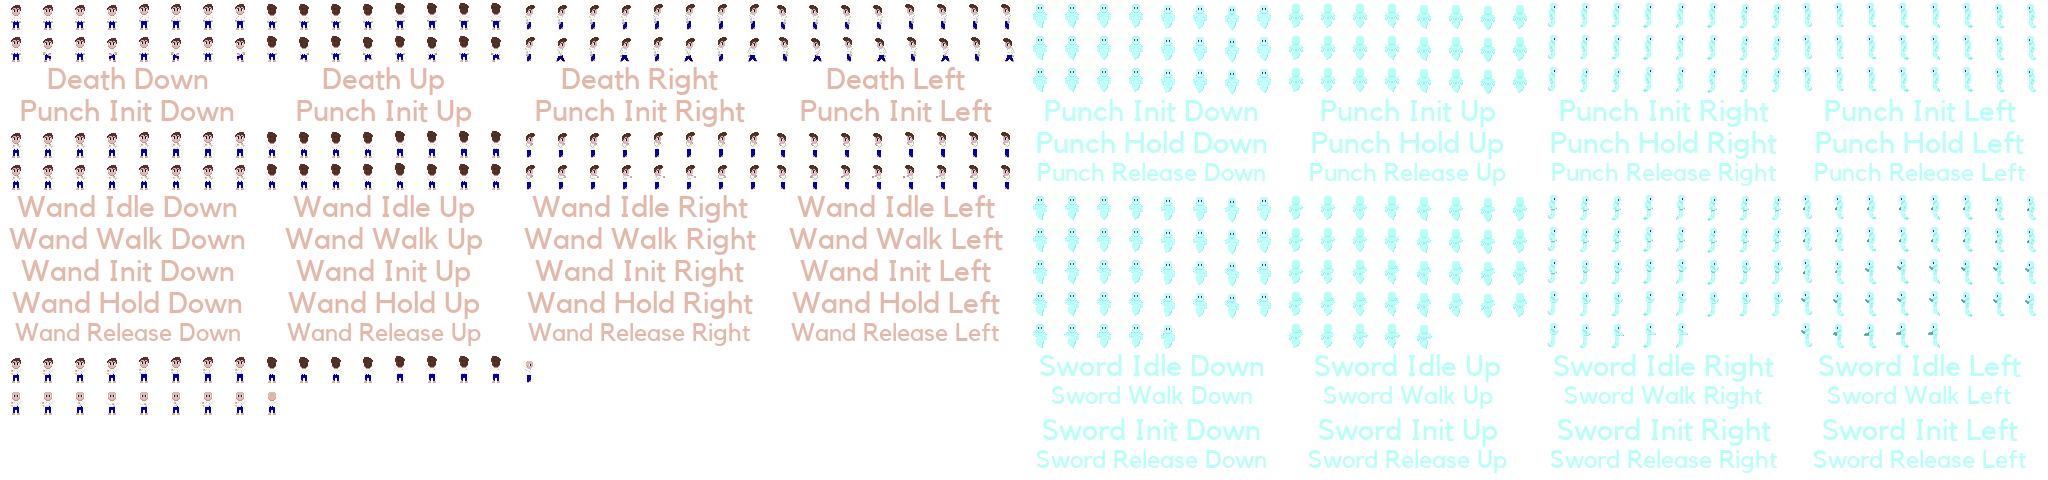 Death Down Death Up Death Right Death Left
Punch Init Down Punch Init Up Punch Init Right Punch Init Left Punch Init Down Punch Init Up Punch Init Right Punch Init Left
Punch Hold Down Punch Hold Up Punch Hold Right Punch Hold Left
Punch Release Down Punch Release Up Punch Release Right Punch Release Left
Wand Idle Down Wand Idle Up Wand Idle Right Wand Idle Left
Wand Walk Down Wand Walk Up Wand Walk Right Wand Walk Left
Wand Init Down Wand Init Up Wand Init Right Wand Init Left
Wand Hold Down Wand Hold Up Wand Hold Right Wand Hold Left
Wand Release Down Wand Release Up Wand Release Right Wand Release Left
Sword Idle Down Sword Idle Up Sword Idle Right Sword Idle Left
Sword Walk Down Sword Walk Up Sword Walk Right Sword Walk Left
Sword Init Down Sword Init Up Sword Init Right Sword Init Left
Sword Release Down Sword Release Up Sword Release Right Sword Release Left